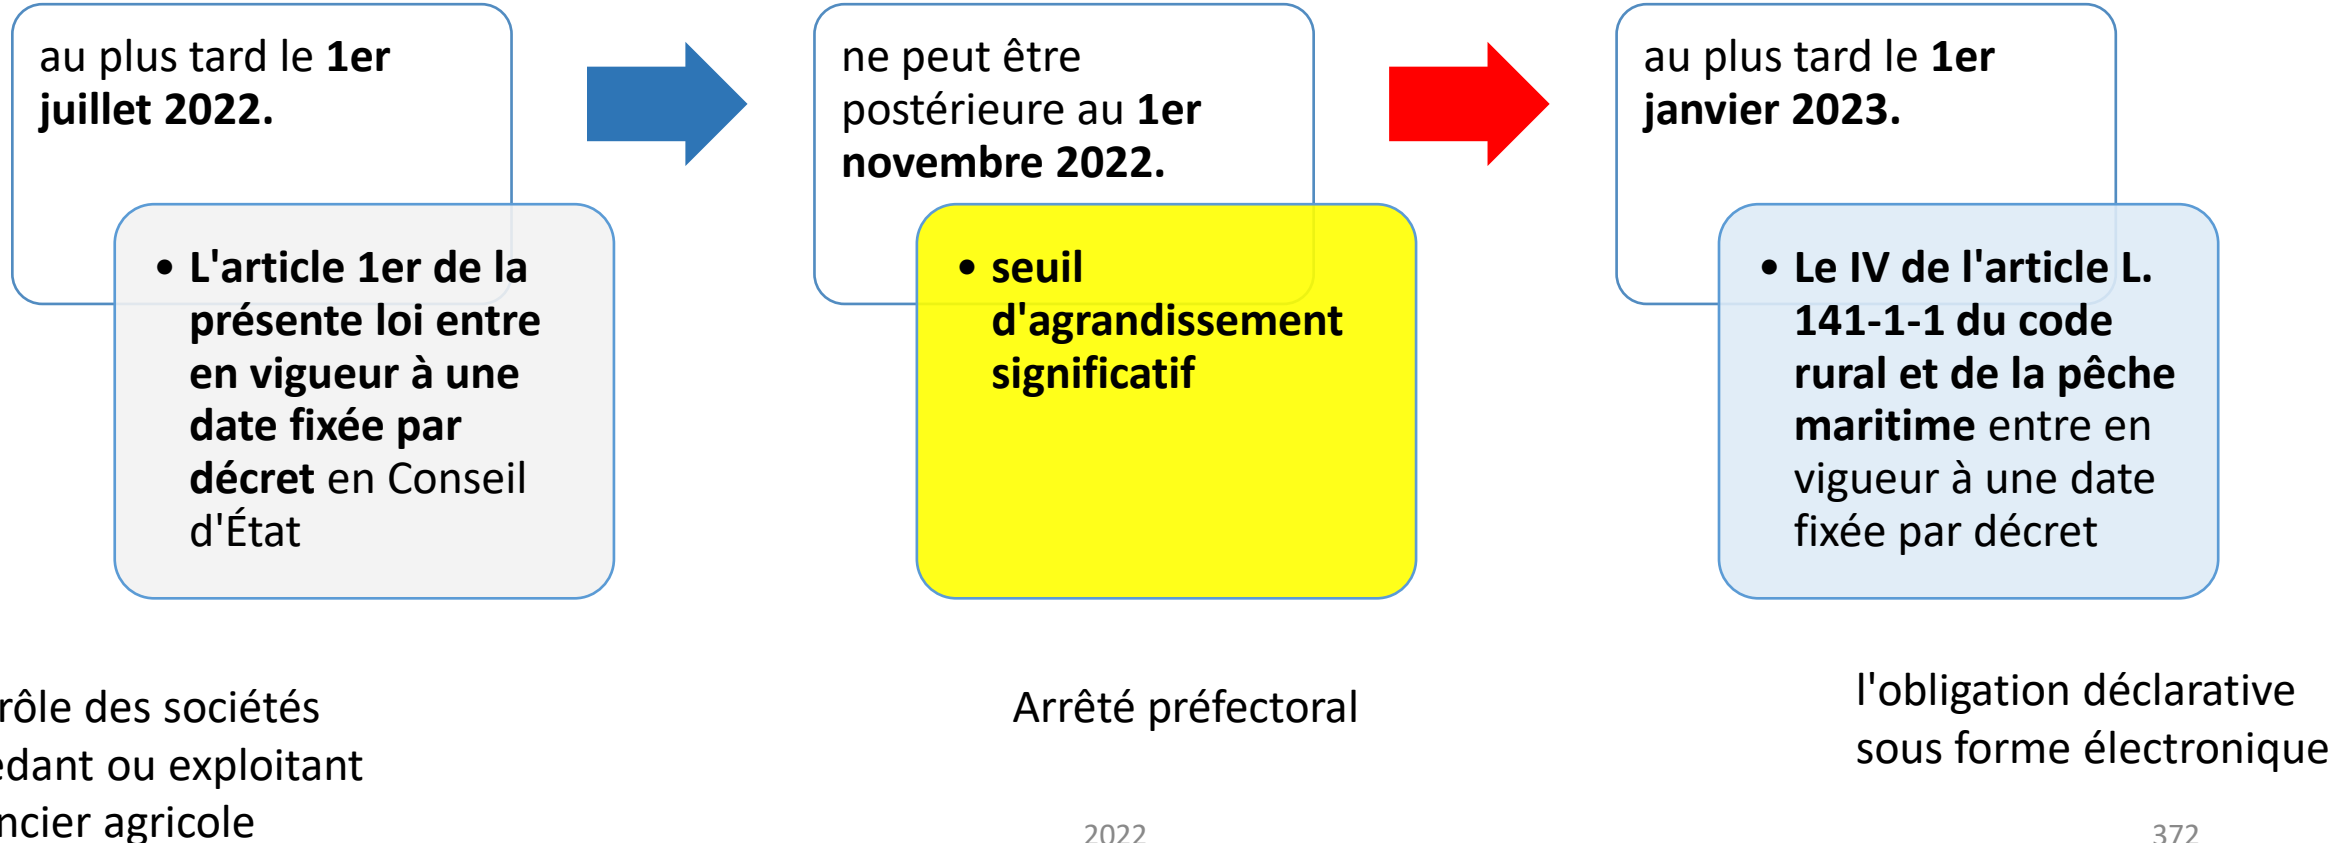 au plus tard le 1er
juillet 2022.
• L'article 1er de la
présente loi entre
en vigueur à une
date fixée par
décret en Conseil
d'État
rôle des sociétés
édant ou exploitant
ncier agricole
ne peut être
postérieure au 1er
novembre 2022.
• seuil
d'agrandissement
significatif
Arrêté préfectoral
au plus tard le 1er
janvier 2023.
• Le IV de l'article L.
141-1-1 du code
rural et de la pêche
maritime entre en
vigueur à une date
fixée par décret
l'obligation déclarative
sous forme électronique
2022
372